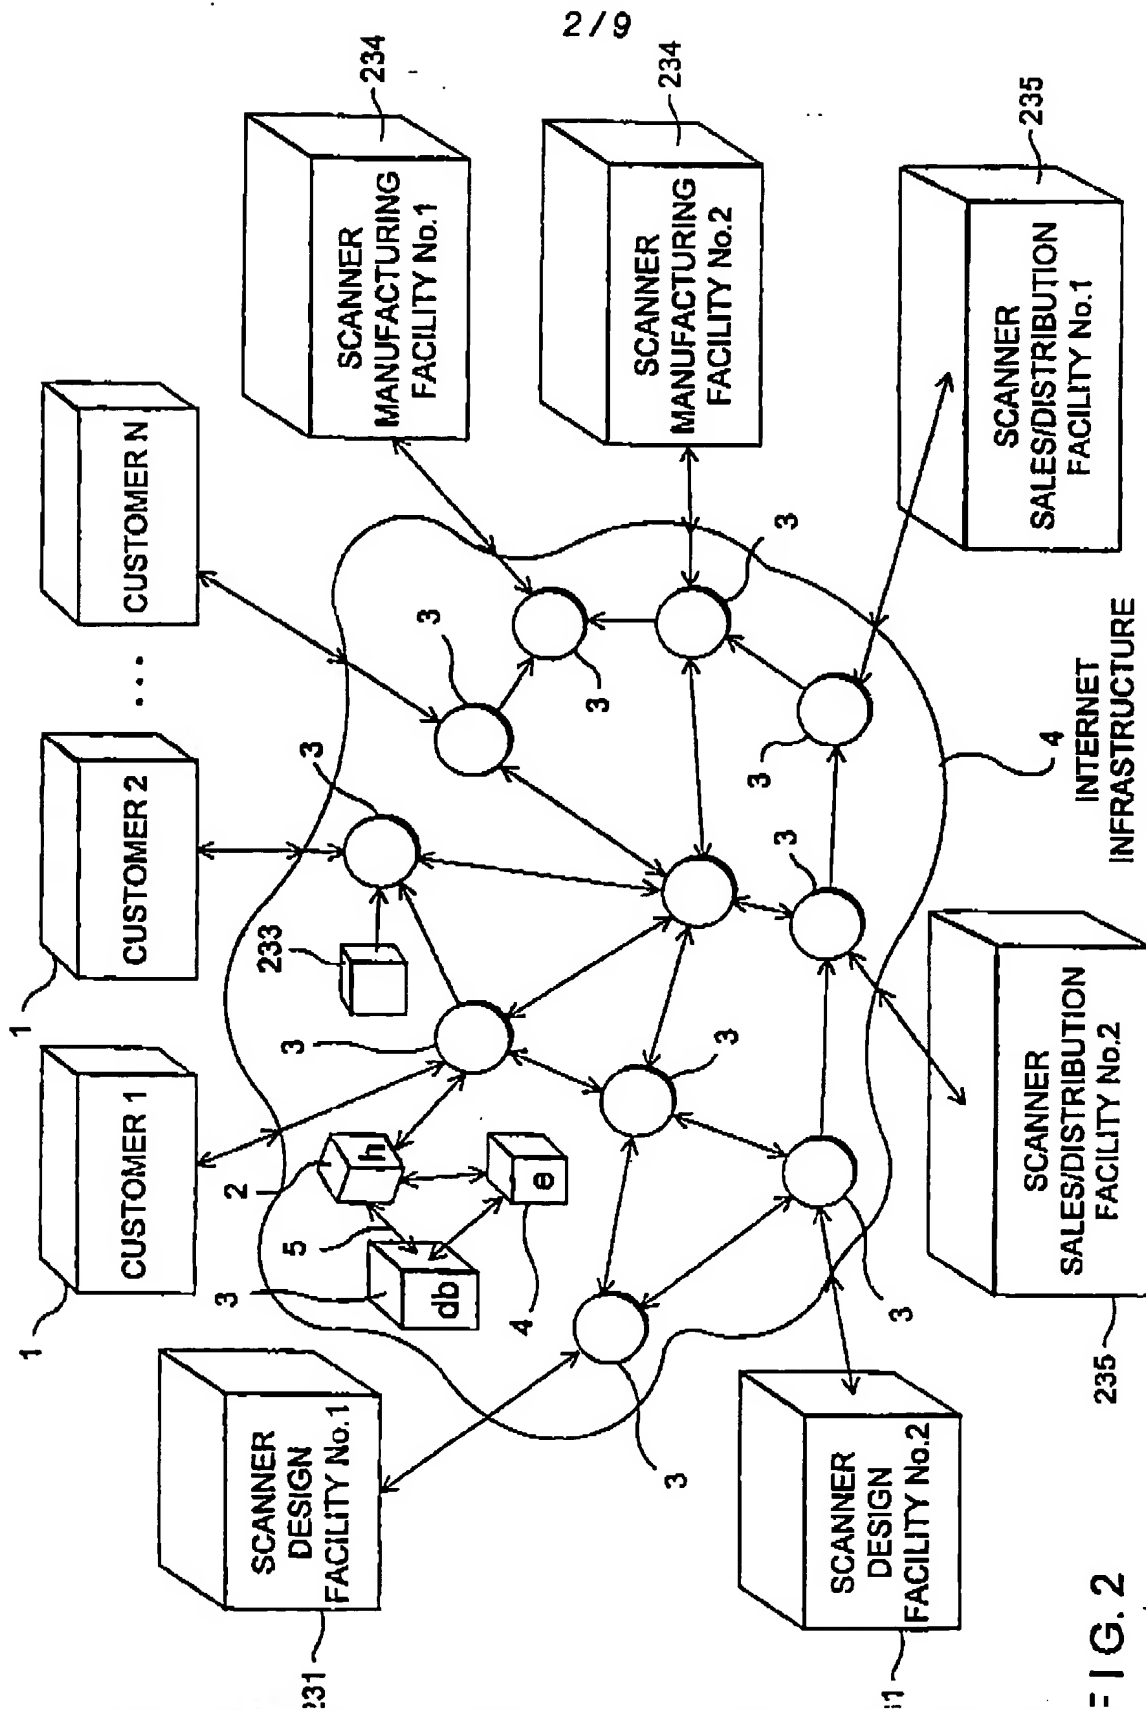 2/9
CUSTOMER 1
1
CUSTOMER 2
1
...
CUSTOMER N
SCANNER
DESIGN
FACILITY No.1
231
SCANNER
MANUFACTURING
FACILITY No.1
234
SCANNER
MANUFACTURING
FACILITY No.2
234
h
2
db
3
5
e
4
233
3
3
3
3
3
3
3
3
3
3
SCANNER
DESIGN
FACILITY No.2
31
SCANNER
SALES/DISTRIBUTION
FACILITY No.2
235
SCANNER
SALES/DISTRIBUTION
FACILITY No.1
235
4
INTERNET
INFRASTRUCTURE
FIG. 2